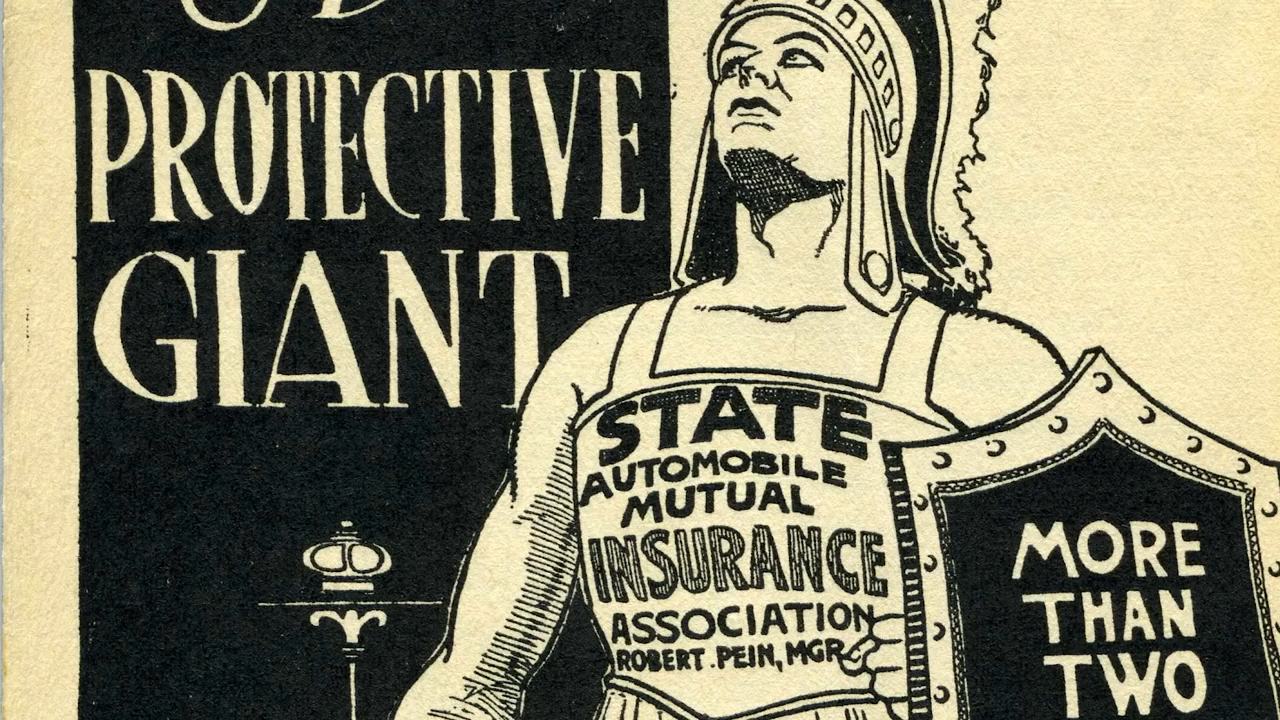 PROTECTIVE
GIANT
STATE
AUTOMOBILE
MUTUAL
INSURANCE
ASSOCIATION
ROBERT. PEIN, MGR.
MORE
THAN
TWO